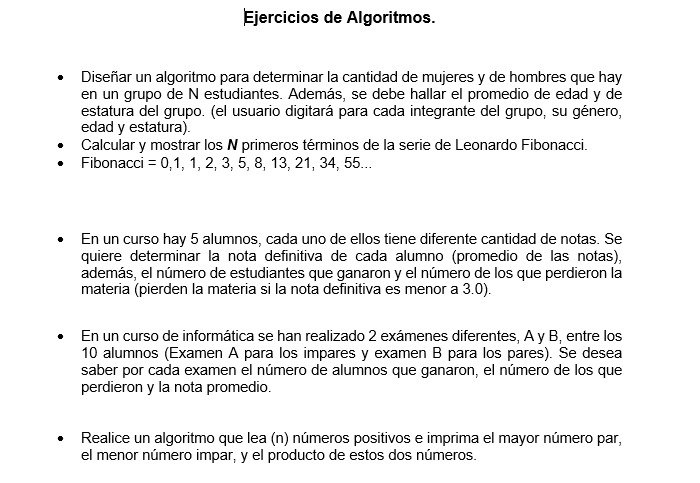 Ejercicios de Algoritmos.
• Diseñar un algoritmo para determinar la cantidad de mujeres y de hombres que hay
en un grupo de N estudiantes. Además, se debe hallar el promedio de edad y de
estatura del grupo. (el usuario digitará para cada integrante del grupo, su género,
edad y estatura).
• Calcular y mostrar los N primeros términos de la serie de Leonardo Fibonacci.
• Fibonacci = 0,1, 1, 2, 3, 5, 8, 13, 21, 34, 55...
• En un curso hay 5 alumnos, cada uno de ellos tiene diferente cantidad de notas. Se
quiere determinar la nota definitiva de cada alumno (promedio de las notas),
además, el número de estudiantes que ganaron y el número de los que perdieron la
materia (pierden la materia si la nota definitiva es menor a 3.0).
• En un curso de informática se han realizado 2 exámenes diferentes, A y B, entre los
10 alumnos (Examen A para los impares y examen B para los pares). Se desea
saber por cada examen el número de alumnos que ganaron, el número de los que
perdieron y la nota promedio.
• Realice un algoritmo que lea (n) números positivos e imprima el mayor número par,
el menor número impar, y el producto de estos dos números.